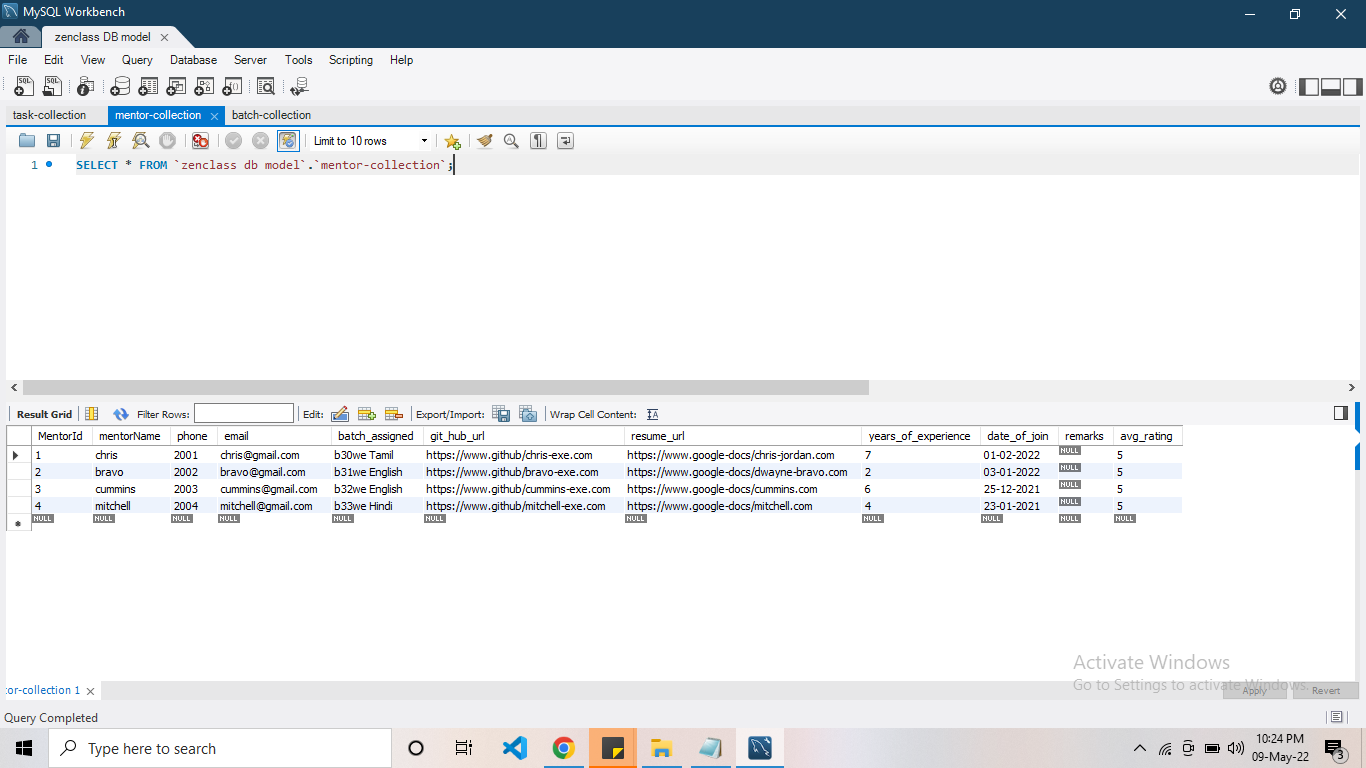 MySQL Workbench
zenclass DB model
File Edit View Query Database Server Tools Scripting Help
task-collection mentor-collection batch-collection
Limit to 10 rows
1 SELECT * FROM `zenclass db model`.`mentor-collection`;
Result Grid Filter Rows: Edit: Export/Import: Wrap Cell Content:
MentorId mentorName phone email batch_assigned git_hub_url resume_url years_of_experience date_of_join remarks avg_rating
1 chris 2001 chris@gmail.com b30we Tamil https://www.github/chris-exe.com https://www.google-docs/chris-jordan.com 7 01-02-2022 NULL 5
2 bravo 2002 bravo@gmail.com b31we English https://www.github/bravo-exe.com https://www.google-docs/dwayne-bravo.com 2 03-01-2022 NULL 5
3 cummins 2003 cummins@gmail.com b32we English https://www.github/cummins-exe.com https://www.google-docs/cummins.com 6 25-12-2021 NULL 5
4 mitchell 2004 mitchell@gmail.com b33we Hindi https://www.github/mitchell-exe.com https://www.google-docs/mitchell.com 4 23-01-2021 NULL 5
NULL NULL NULL NULL NULL NULL NULL NULL NULL NULL NULL
Activate Windows
Go to Settings to activate Windows.
tor-collection 1 Apply Revert
Query Completed
Type here to search
10:24 PM
09-May-22
3